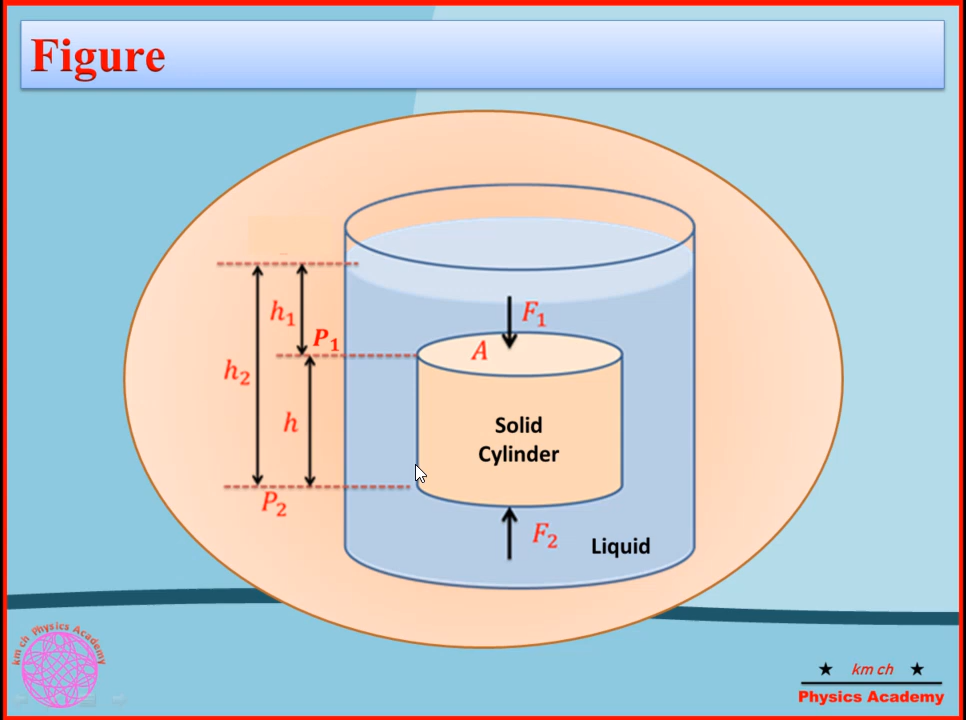 Figure
h₁
P₁
h₂
h
P₂
F₁
A
Solid
Cylinder
F₂
Liquid
km ch Physics Academy
km ch
Physics Academy